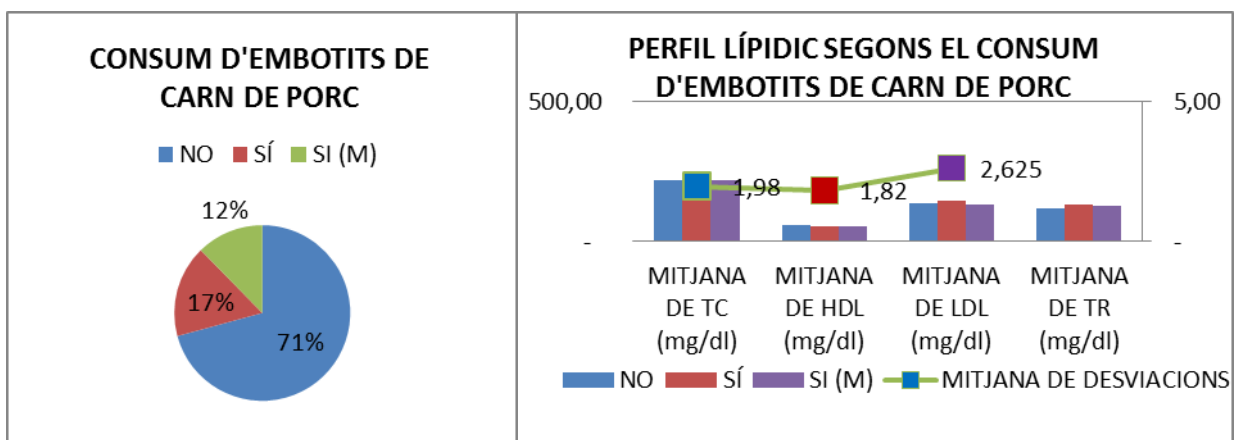 CONSUM D'EMBOTITS DE
CARN DE PORC
NO SÍ SI (M)
12%
17%
71%
PERFIL LÍPIDIC SEGONS EL CONSUM
D'EMBOTITS DE CARN DE PORC
500,00
5,00
1,98
1,82
2,625
-
-
MITJANA
DE TC
(mg/dl)
MITJANA
DE HDL
(mg/dl)
MITJANA
DE LDL
(mg/dl)
MITJANA
DE TR
(mg/dl)
NO SÍ SI (M) MITJANA DE DESVIACIONS